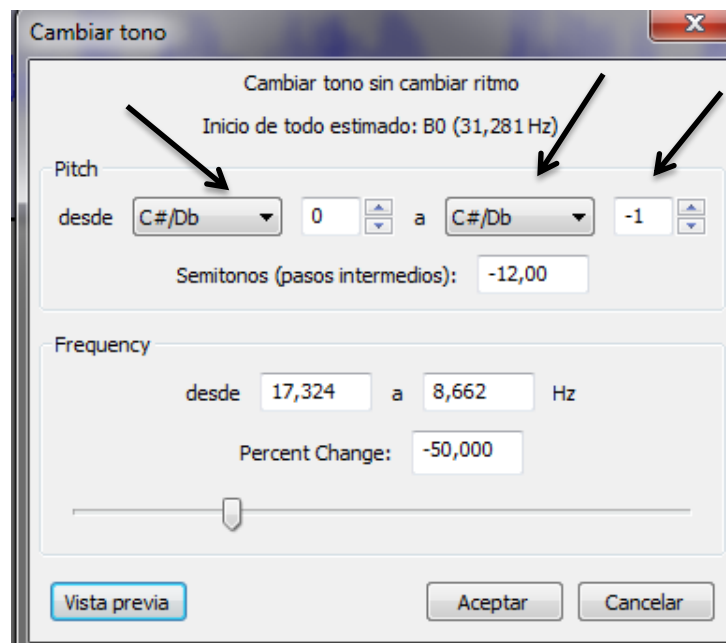 Cambiar tono
Cambiar tono sin cambiar ritmo
Inicio de todo estimado: B0 (31,281 Hz)
Pitch
desde C#/Db 0 a C#/Db -1
Semitonos (pasos intermedios): -12,00
Frequency
desde 17,324 a 8,662 Hz
Percent Change: -50,000
Vista previa Aceptar Cancelar